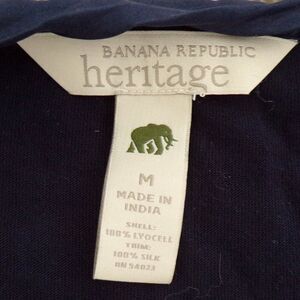 BANANA REPUBLIC
heritage
M
MADE IN
INDIA
SHELL:
100% LYOCELL
TRIM:
100% SILK
RN 54023